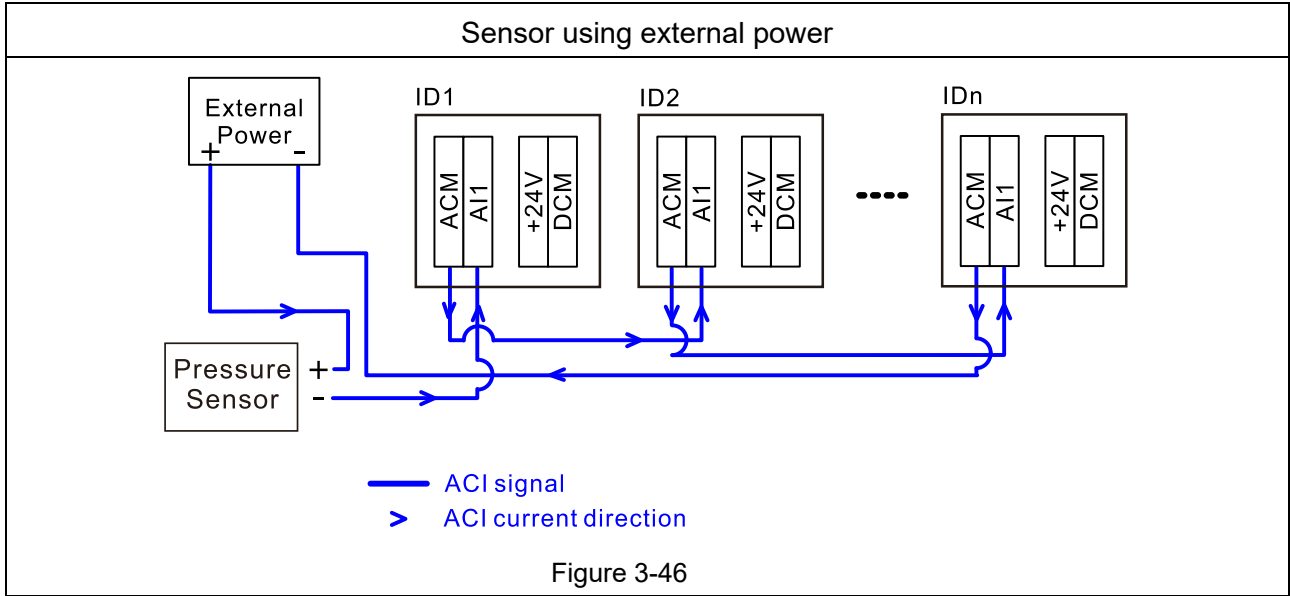 Sensor using external power
External
Power
+ -
ID1
ACM
AI1
+24V
DCM
ID2
ACM
AI1
+24V
DCM
IDn
ACM
AI1
+24V
DCM
Pressure +
Sensor -
ACI signal
ACI current direction
Figure 3-46